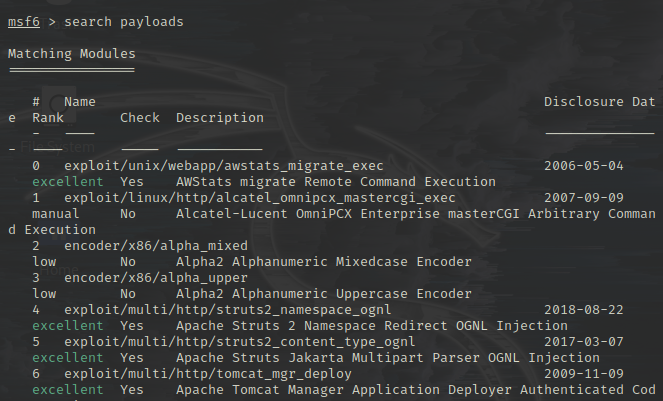 msf6 > search payloads
Matching Modules
================
# Name Disclosure Dat
e Rank Check Description
- ---- --------------
- ---- ----- -----------
0 exploit/unix/webapp/awstats_migrate_exec 2006-05-04
excellent Yes AWStats migrate Remote Command Execution
1 exploit/linux/http/alcatel_omnipcx_mastercgi_exec 2007-09-09
manual No Alcatel-Lucent OmniPCX Enterprise masterCGI Arbitrary Comman
d Execution
2 encoder/x86/alpha_mixed
low No Alpha2 Alphanumeric Mixedcase Encoder
3 encoder/x86/alpha_upper
low No Alpha2 Alphanumeric Uppercase Encoder
4 exploit/multi/http/struts2_namespace_ognl 2018-08-22
excellent Yes Apache Struts 2 Namespace Redirect OGNL Injection
5 exploit/multi/http/struts2_content_type_ognl 2017-03-07
excellent Yes Apache Struts Jakarta Multipart Parser OGNL Injection
6 exploit/multi/http/tomcat_mgr_deploy 2009-11-09
excellent Yes Apache Tomcat Manager Application Deployer Authenticated Cod